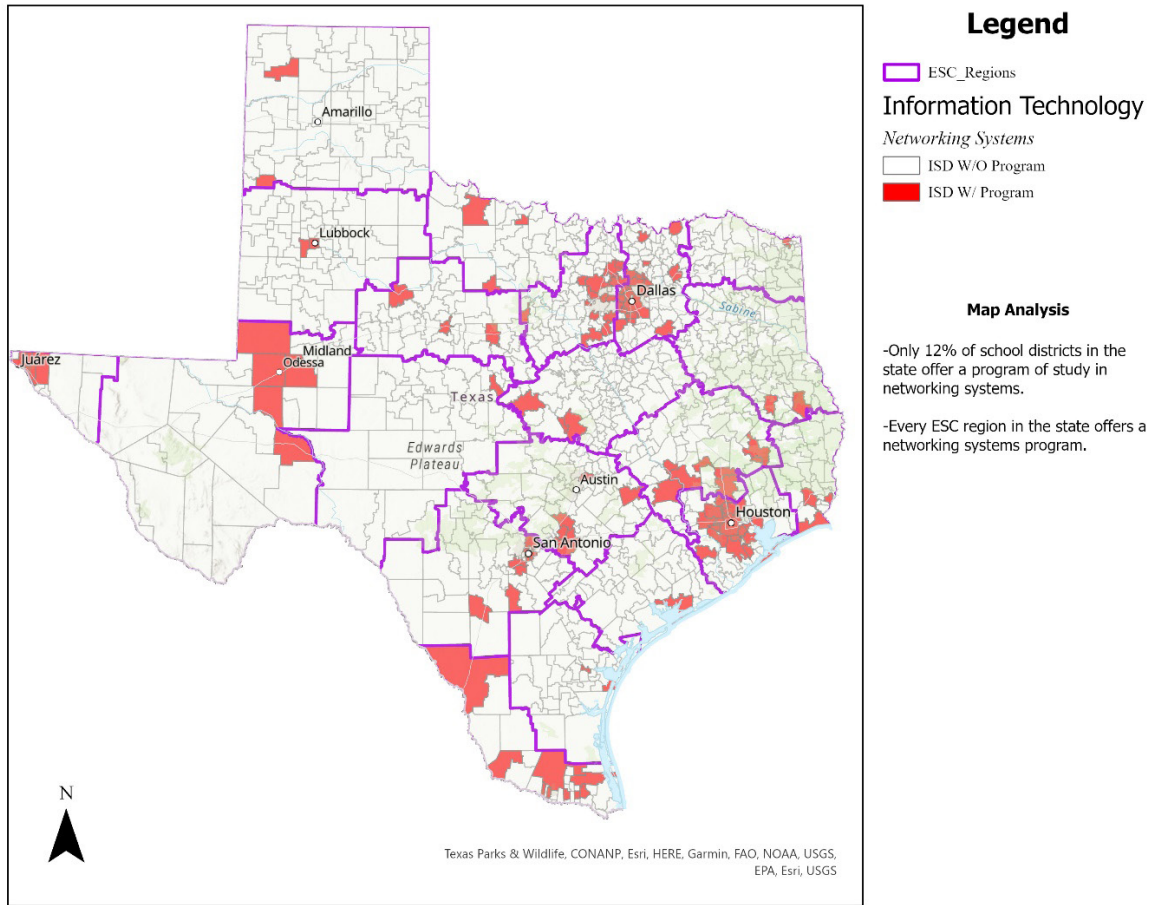 Amarillo
Lubbock
Dallas
Sabine
Juárez
Midland
Odessa
Texas
Edwards
Plateau
Austin
Houston
San Antonio
N
Texas Parks & Wildlife, CONANP, Esri, HERE, Garmin, FAO, NOAA, USGS,
EPA, Esri, USGS
Legend
ESC_Regions
Information Technology
Networking Systems
ISD W/O Program
ISD W/ Program
Map Analysis
-Only 12% of school districts in the
state offer a program of study in
networking systems.
-Every ESC region in the state offers a
networking systems program.